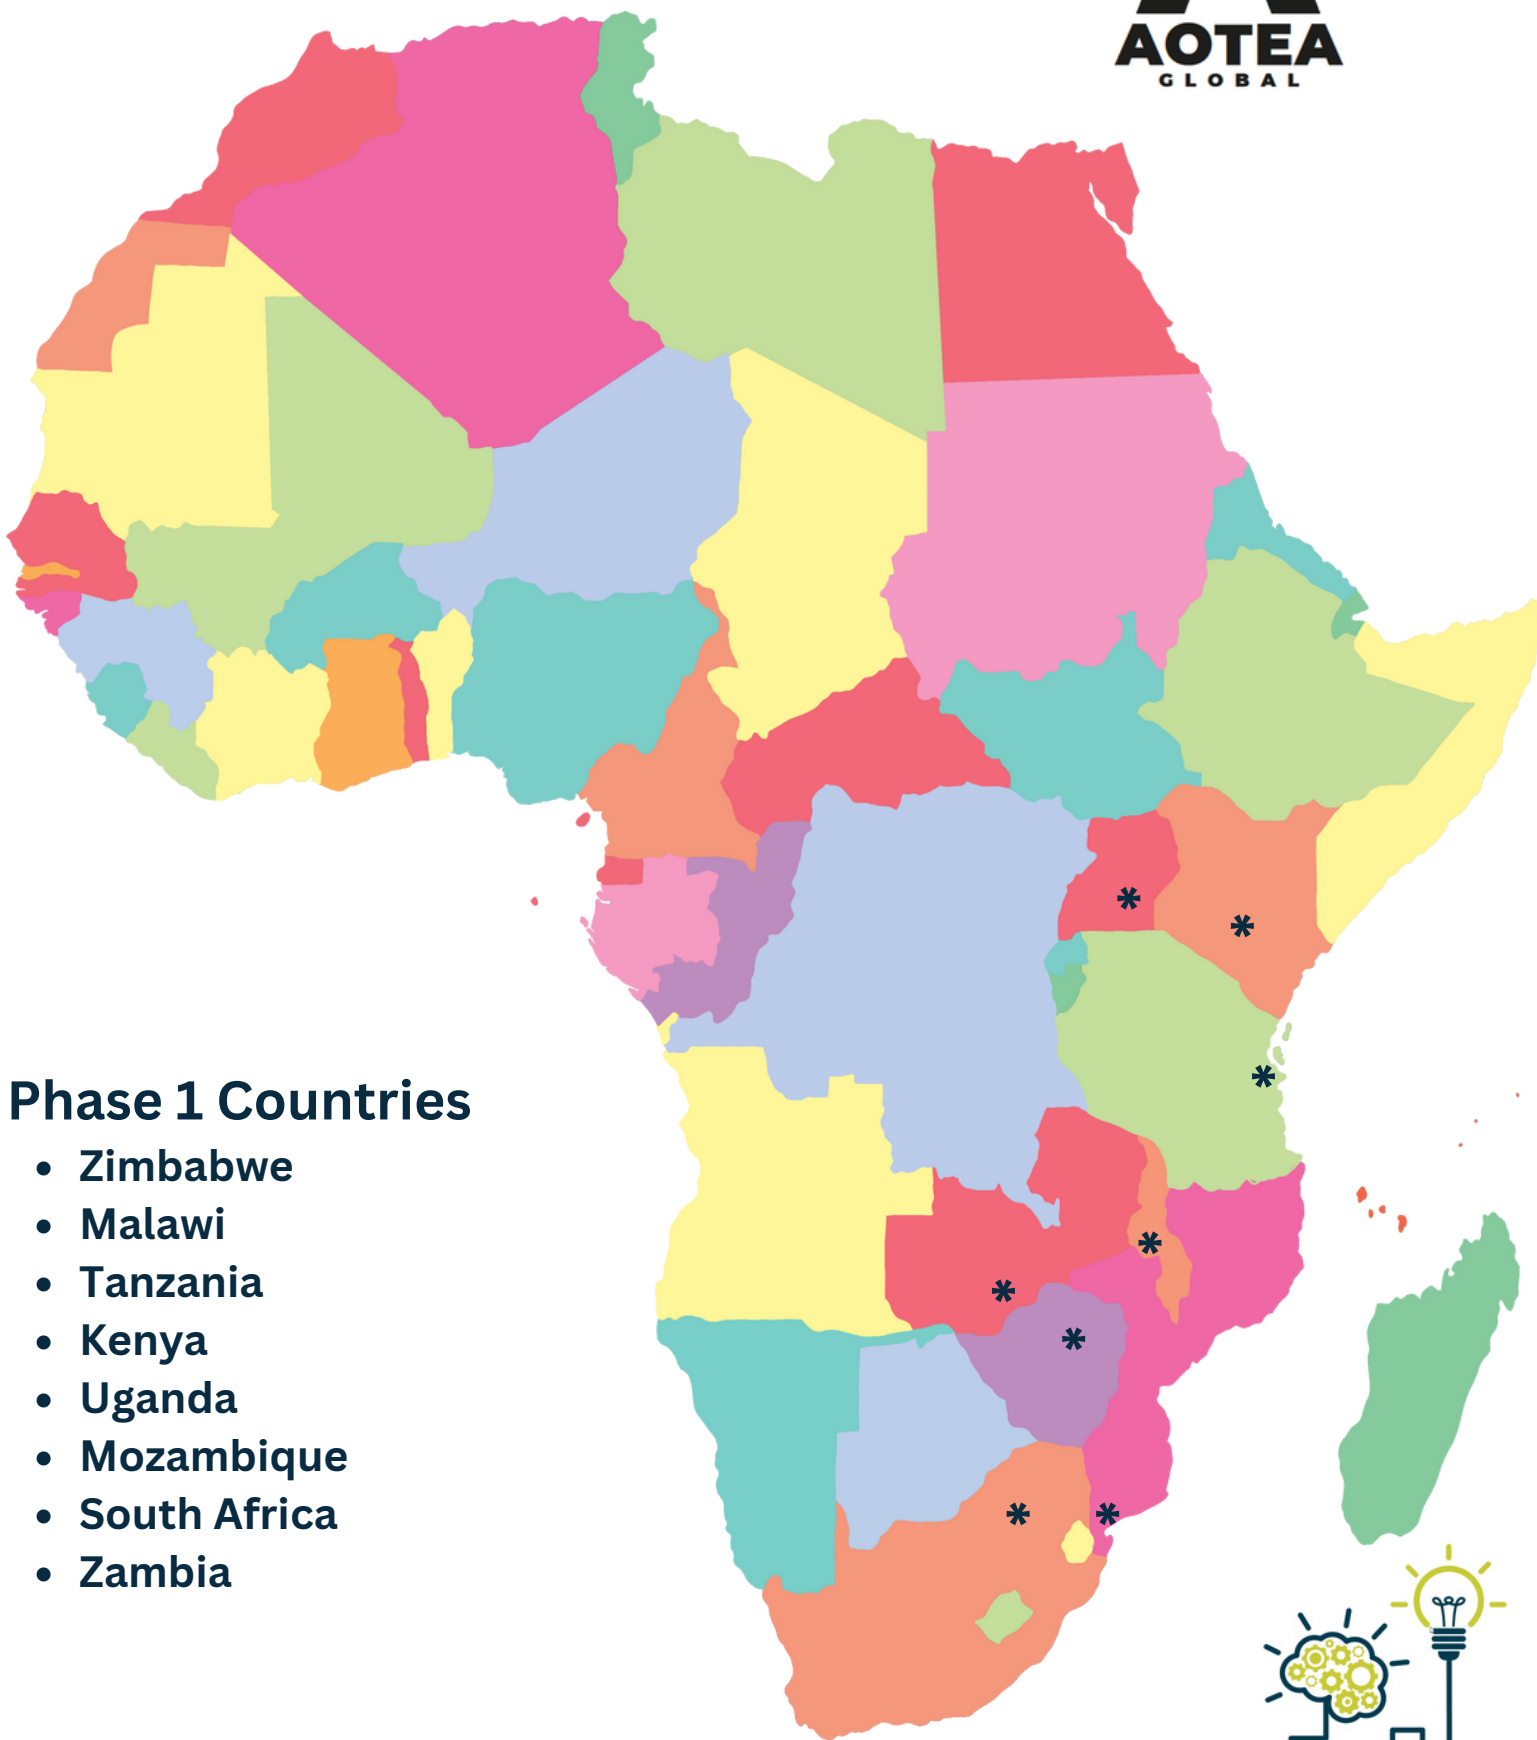 AOTEA
GLOBAL
Phase 1 Countries
• Zimbabwe
• Malawi
• Tanzania
• Kenya
• Uganda
• Mozambique
• South Africa
• Zambia